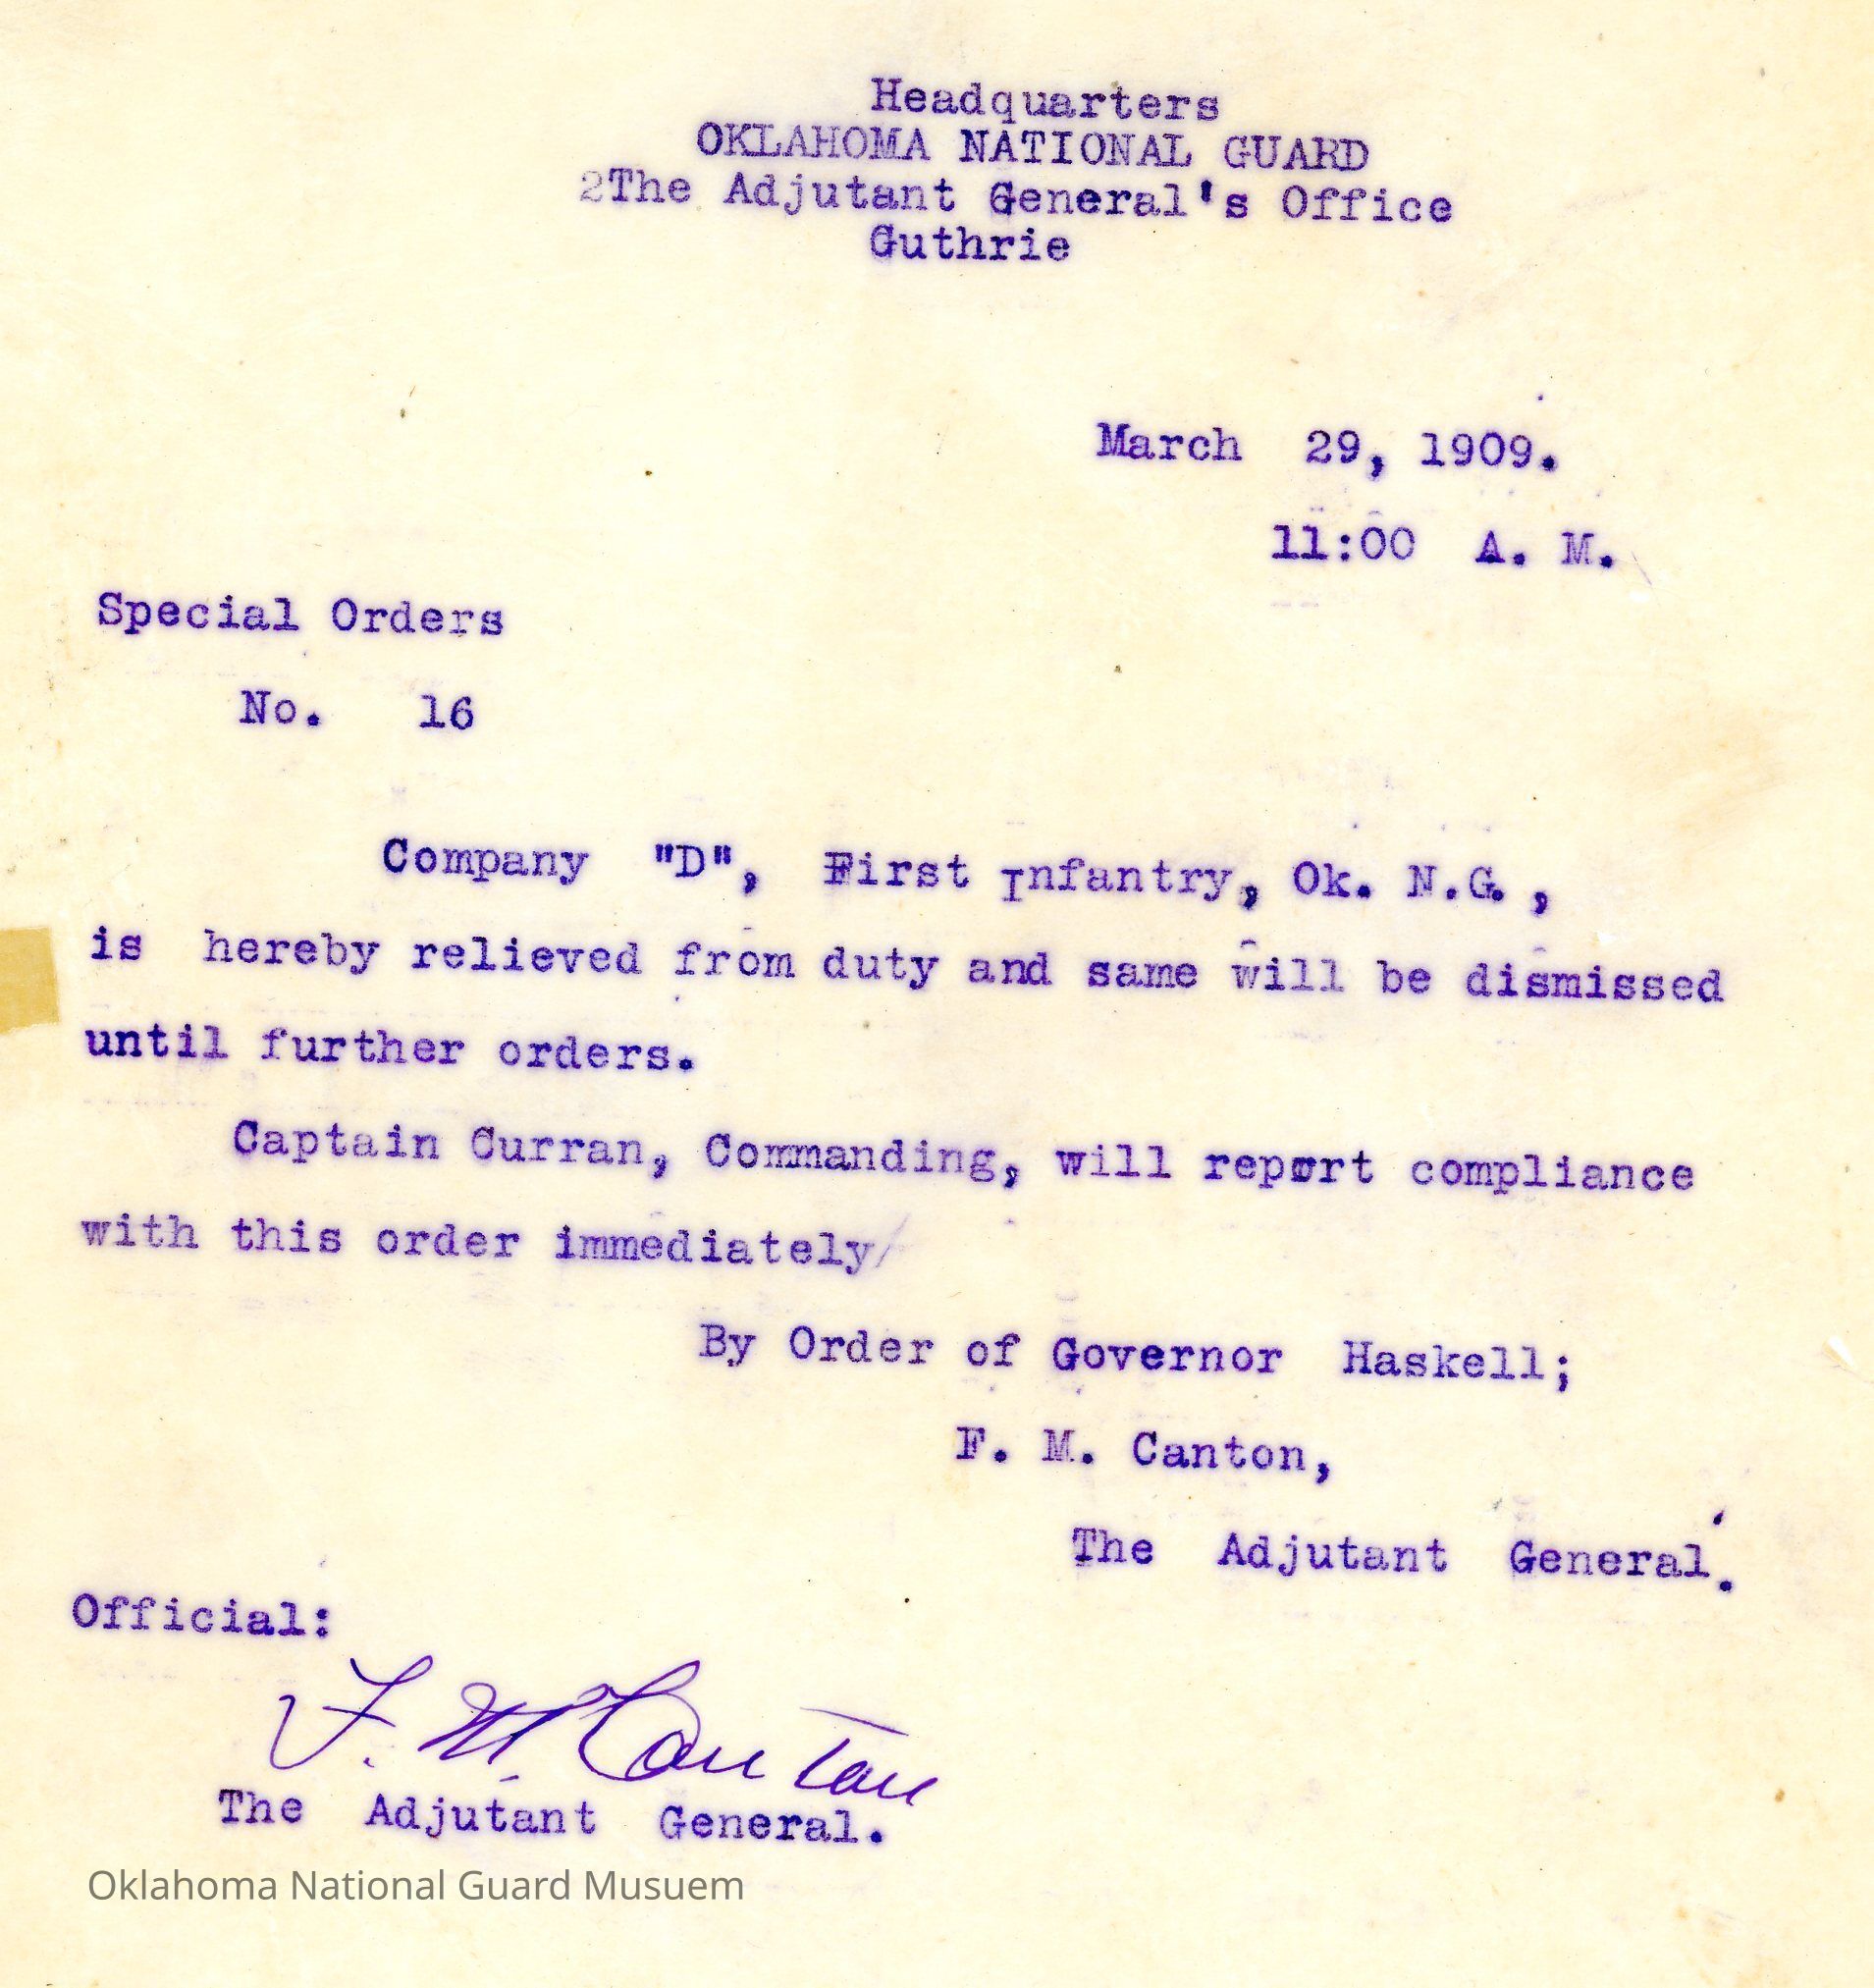 Headquarters
OKLAHOMA NATIONAL GUARD
2The Adjutant General's Office
Guthrie
March 29, 1909.
11:00 A. M.
Special Orders
No. 16
Company "D", First Infantry, Ok. N.G.,
is hereby relieved from duty and same will be dismissed
until further orders.
Captain Curran, Commanding, will report compliance
with this order immediately/
By Order of Governor Haskell;
F. M. Canton,
The Adjutant General.
Official:
F. M. Canton
The Adjutant General.
Oklahoma National Guard Musuem